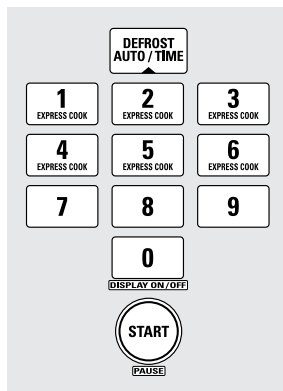 DEFROST
AUTO / TIME
1 2 3
EXPRESS COOK EXPRESS COOK EXPRESS COOK
4 5 6
EXPRESS COOK EXPRESS COOK EXPRESS COOK
7 8 9
0
DISPLAY ON/OFF
START
PAUSE